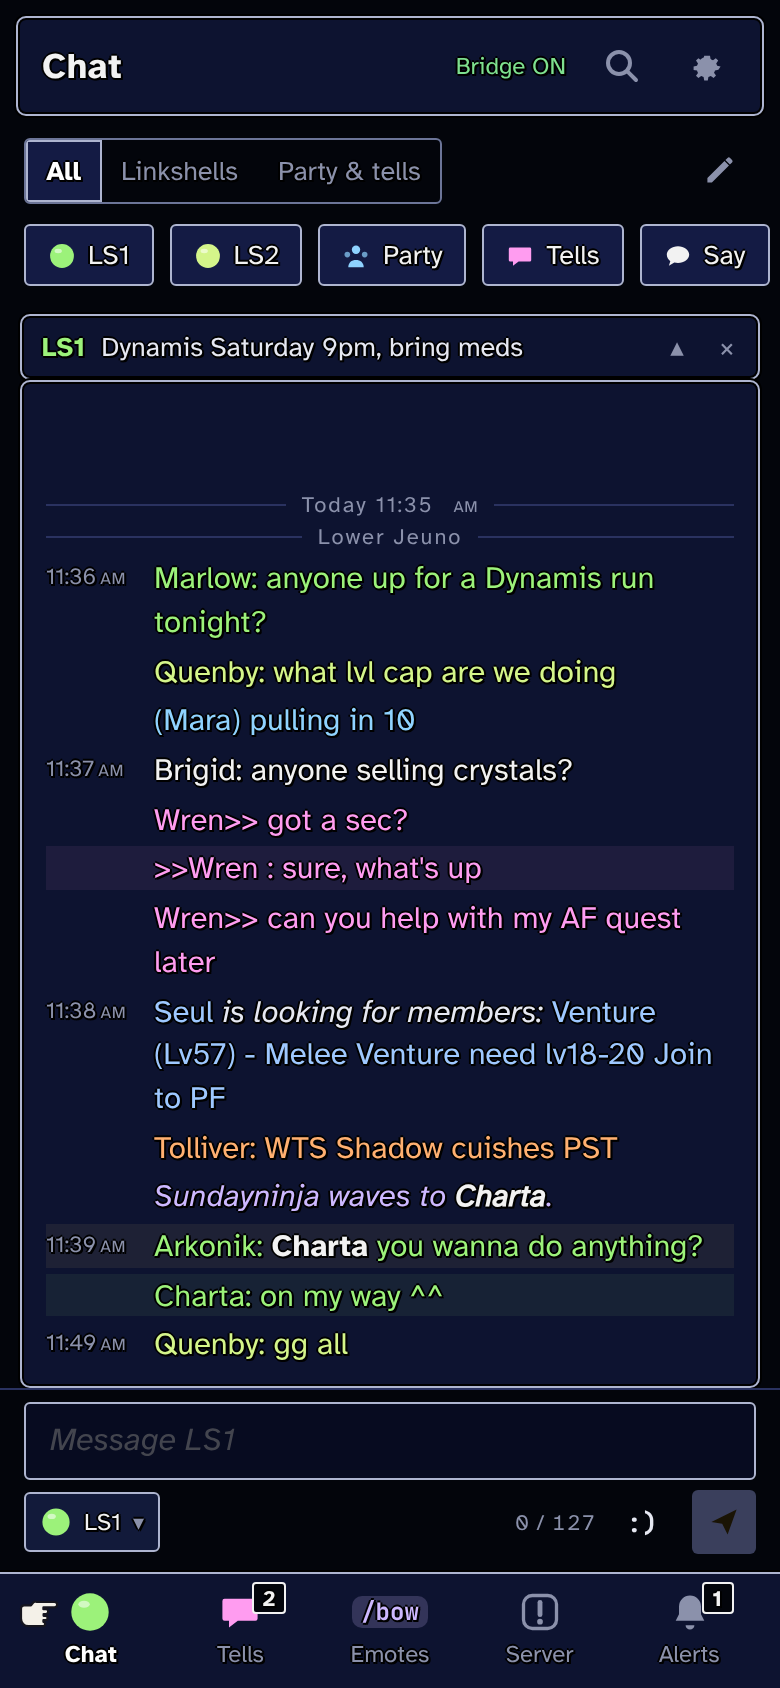 Chat
Bridge ON
All
Linkshells
Party & tells
LS1
LS2
Party
Tells
Say
LS1 Dynamis Saturday 9pm, bring meds
Today 11:35 AM
Lower Jeuno
11:36 AM Marlow: anyone up for a Dynamis run
tonight?
Quenby: what lvl cap are we doing
(Mara) pulling in 10
11:37 AM Brigid: anyone selling crystals?
Wren>> got a sec?
>>Wren : sure, what's up
Wren>> can you help with my AF quest
later
11:38 AM Seul is looking for members: Venture
(Lv57) - Melee Venture need lv18-20 Join
to PF
Tolliver: WTS Shadow cuishes PST
Sundayninja waves to Charta.
11:39 AM Arkonik: Charta you wanna do anything?
Charta: on my way ^^
11:49 AM Quenby: gg all
Message LS1
LS1
0 / 127
:)
2
/bow
1
Chat
Tells
Emotes
Server
Alerts